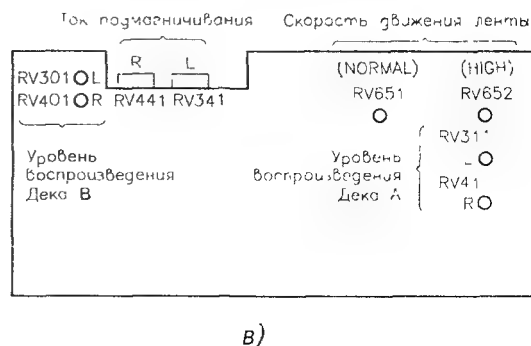 Ток подмагничивания
Скорость движения ленты
R L
(NORMAL) (HIGH)
RV301 L
RV401 R
RV441 RV341
RV651 RV652
RV311
L
RV41
R
Уровень
воспроизведения
Дека В
Уровень
воспроизведения
Дека А
в)